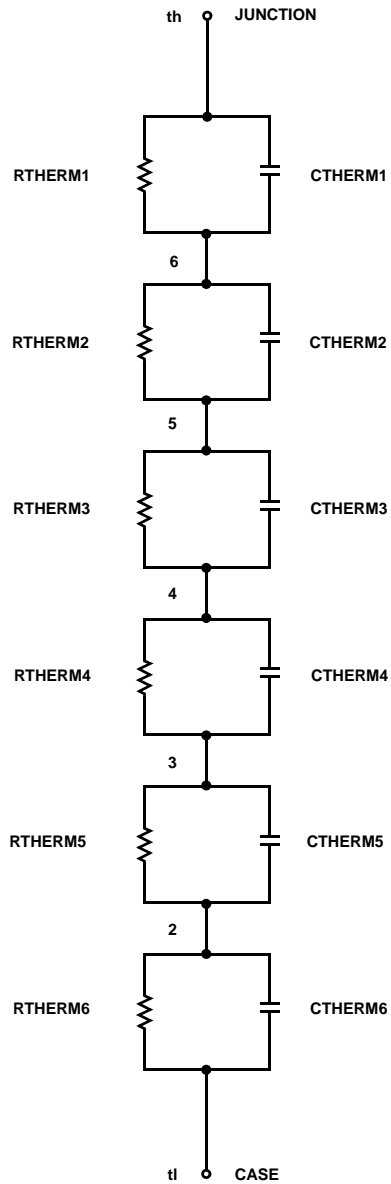 th JUNCTION
RTHERM1 CTHERM1
6
RTHERM2 CTHERM2
5
RTHERM3 CTHERM3
4
RTHERM4 CTHERM4
3
RTHERM5 CTHERM5
2
RTHERM6 CTHERM6
tl CASE